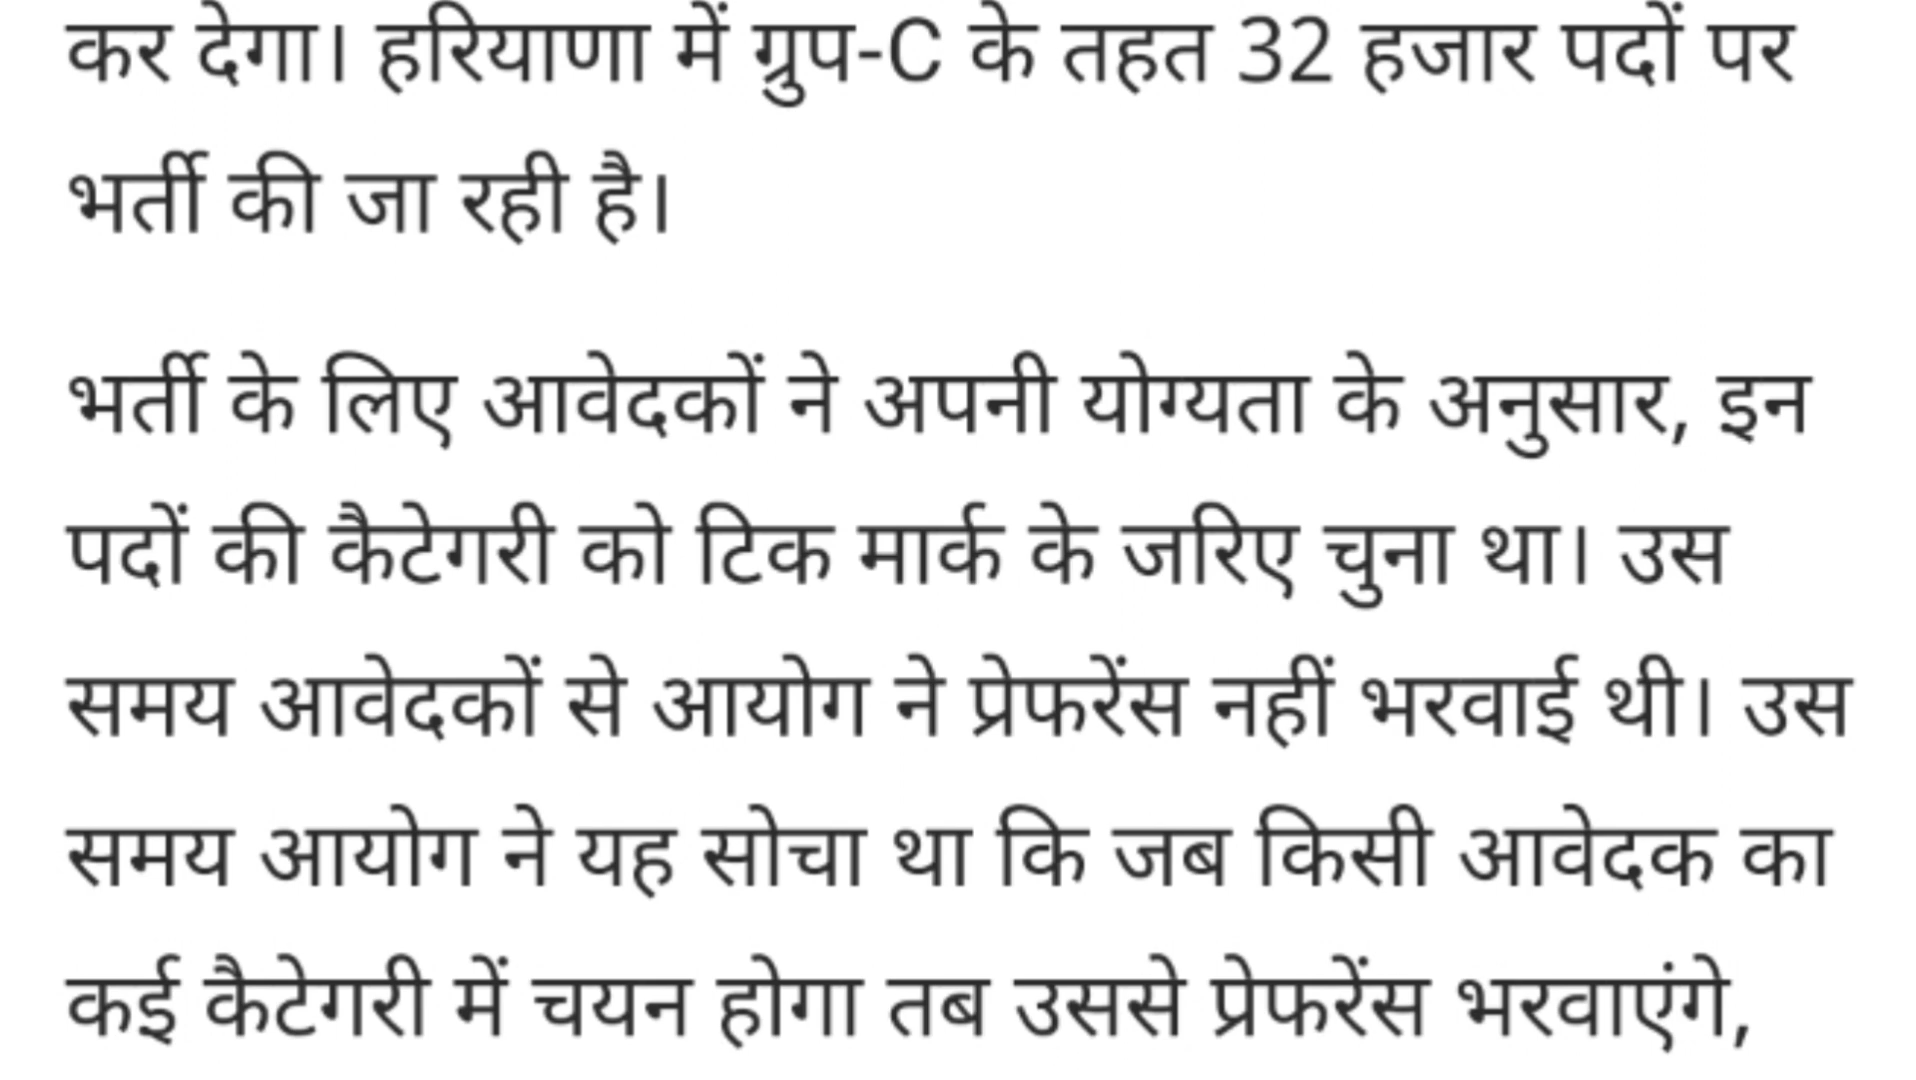 कर देगा। हरियाणा में ग्रुप-C के तहत 32 हजार पदों पर
भर्ती की जा रही है।
भर्ती के लिए आवेदकों ने अपनी योग्यता के अनुसार, इन
पदों की कैटेगरी को टिक मार्क के जरिए चुना था। उस
समय आवेदकों से आयोग ने प्रेफरेंस नहीं भरवाई थी। उस
समय आयोग ने यह सोचा था कि जब किसी आवेदक का
कई कैटेगरी में चयन होगा तब उससे प्रेफरेंस भरवाएंगे,